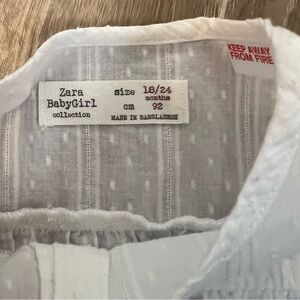 Zara
BabyGirl
collection
size 18/24
months
cm 92
MADE IN BANGLADESH
KEEP AWAY
FROM FIRE